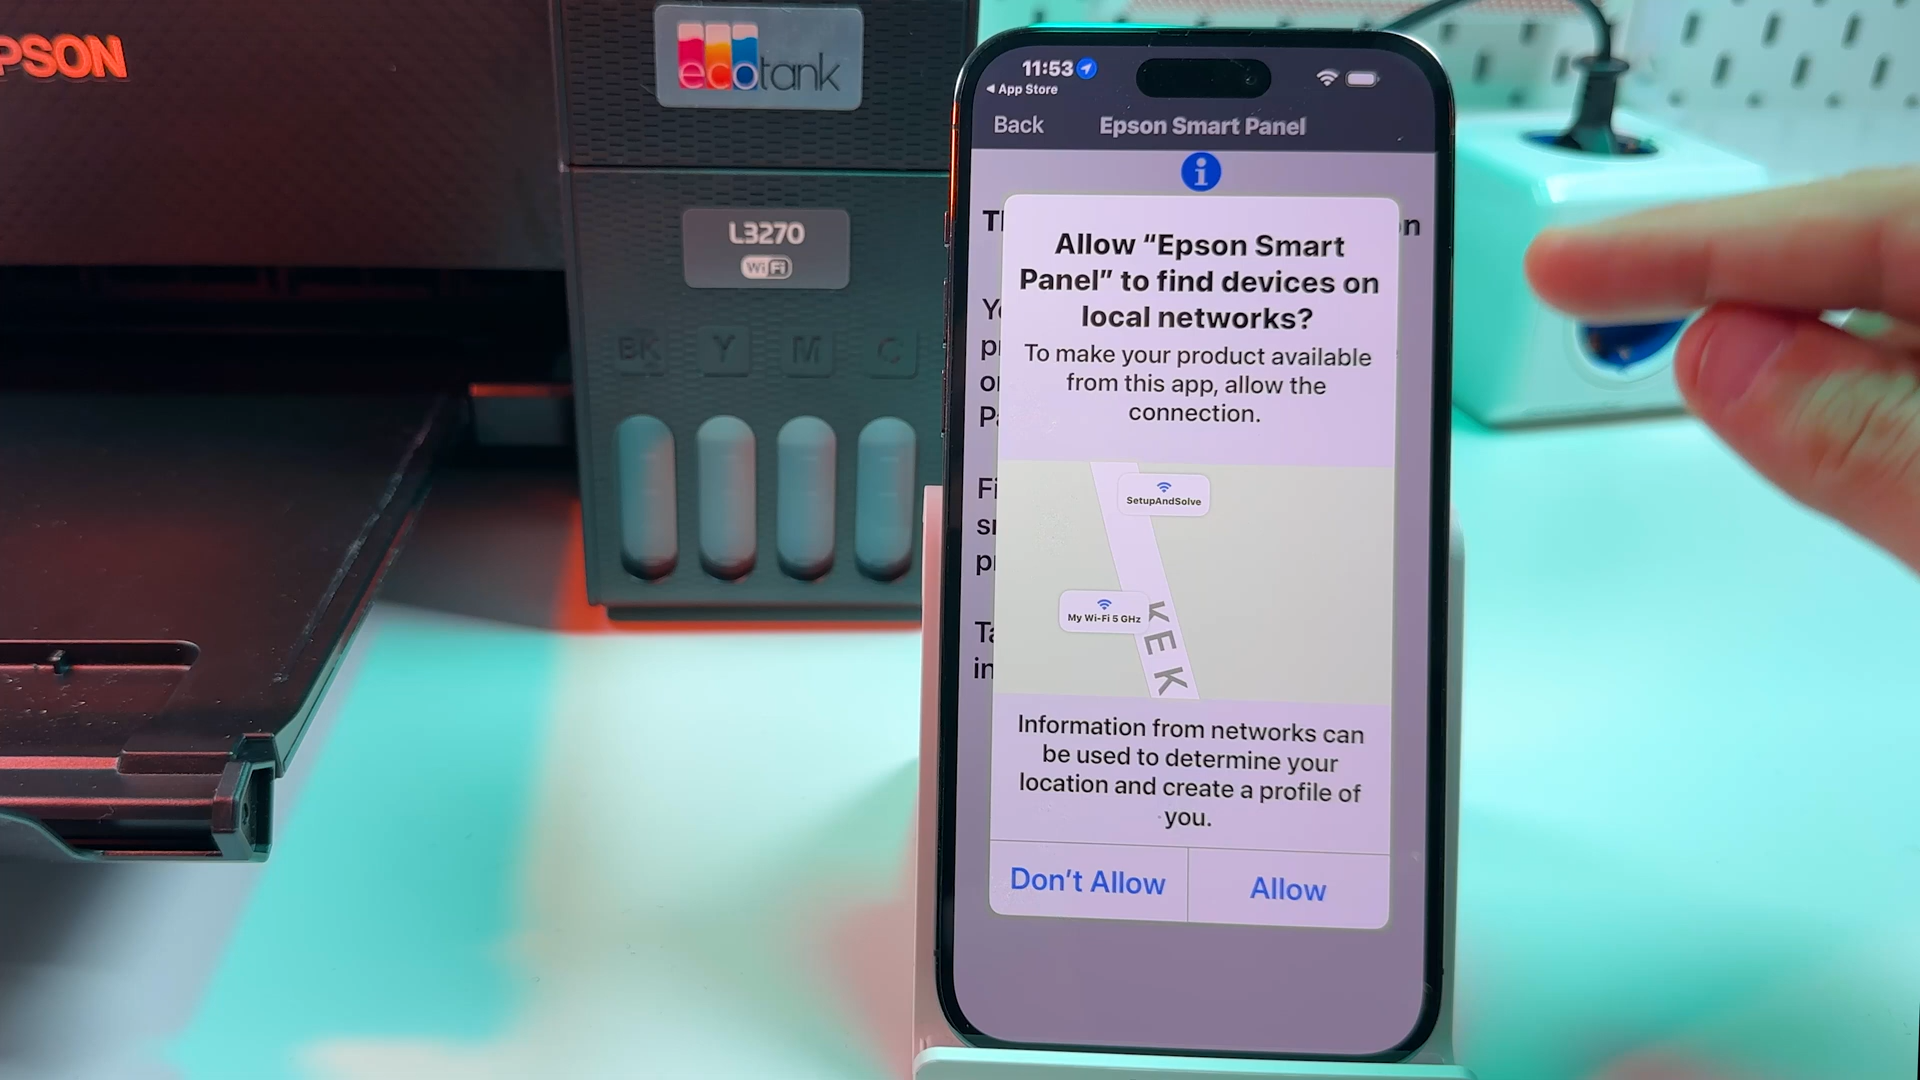 PSON
ecotank
L3270
WiFi
BK Y M C
11:53
App Store
Back
Epson Smart Panel
Allow “Epson Smart
Panel” to find devices on
local networks?
To make your product available
from this app, allow the
connection.
SetupAndSolve
My Wi-Fi 5 GHz
KEK
Information from networks can
be used to determine your
location and create a profile of
you.
Don’t Allow
Allow